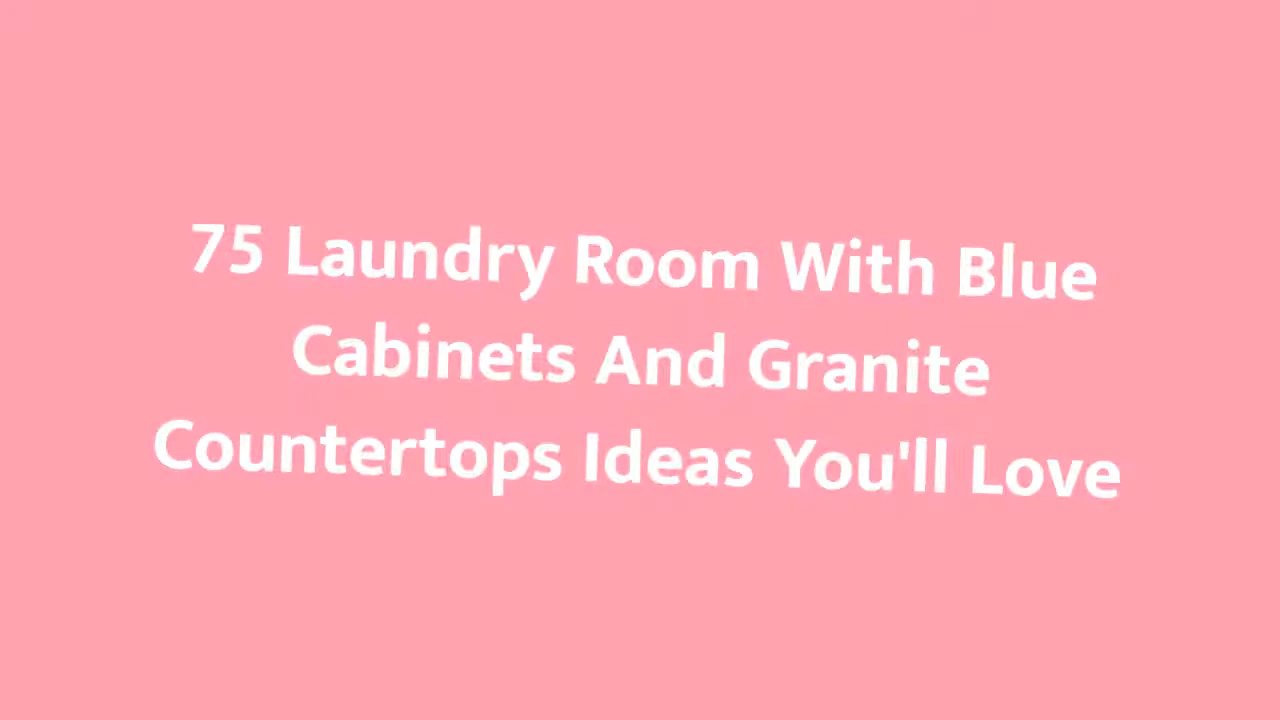 75 Laundry Room With Blue
Cabinets And Granite
Countertops Ideas You'll Love